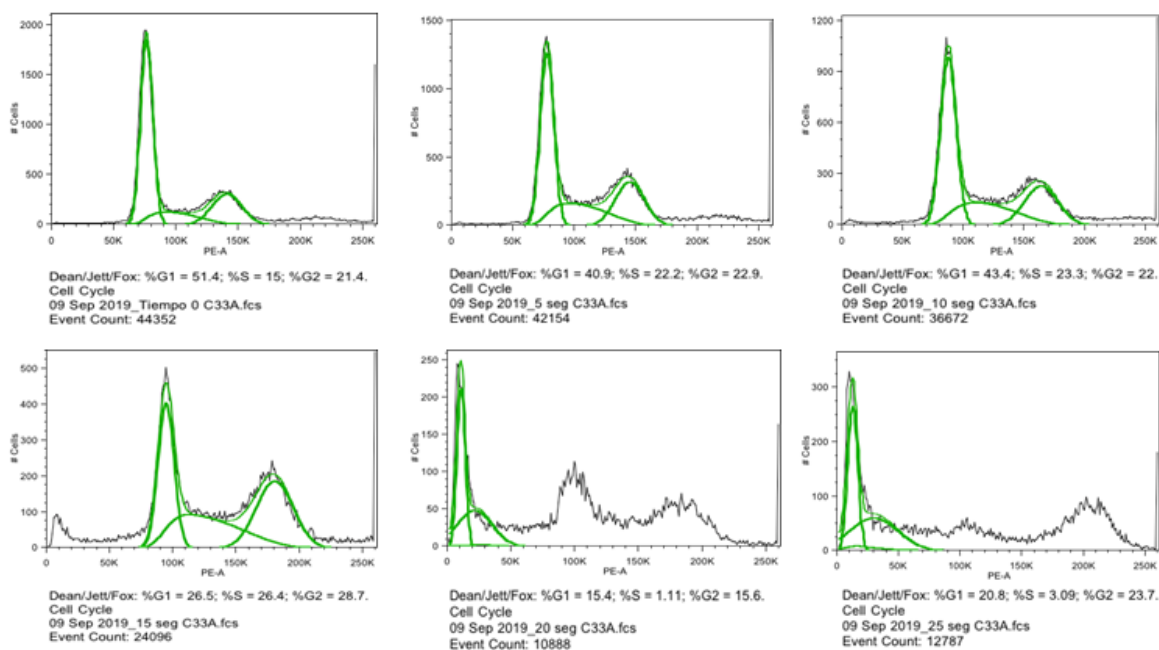 2000
1500
1000
500
0
# Cells
0 50K 100K 150K 200K 250K
PE-A
Dean/Jett/Fox: %G1 = 51.4; %S = 15; %G2 = 21.4.
Cell Cycle
09 Sep 2019_Tiempo 0 C33A.fcs
Event Count: 44352
1500
1000
500
0
# Cells
0 50K 100K 150K 200K 250K
PE-A
Dean/Jett/Fox: %G1 = 40.9; %S = 22.2; %G2 = 22.9.
Cell Cycle
09 Sep 2019_5 seg C33A.fcs
Event Count: 42154
1200
900
600
300
0
# Cells
0 50K 100K 150K 200K 250K
PE-A
Dean/Jett/Fox: %G1 = 43.4; %S = 23.3; %G2 = 22.
Cell Cycle
09 Sep 2019_10 seg C33A.fcs
Event Count: 36672
500
400
300
200
100
0
# Cells
0 50K 100K 150K 200K 250K
PE-A
Dean/Jett/Fox: %G1 = 26.5; %S = 26.4; %G2 = 28.7.
Cell Cycle
09 Sep 2019_15 seg C33A.fcs
Event Count: 24096
250
200
150
100
50
0
# Cells
0 50K 100K 150K 200K 250K
PE-A
Dean/Jett/Fox: %G1 = 15.4; %S = 1.11; %G2 = 15.6.
Cell Cycle
09 Sep 2019_20 seg C33A.fcs
Event Count: 10888
300
200
100
0
# Cells
0 50K 100K 150K 200K 250K
PE-A
Dean/Jett/Fox: %G1 = 20.8; %S = 3.09; %G2 = 23.7.
Cell Cycle
09 Sep 2019_25 seg C33A.fcs
Event Count: 12787